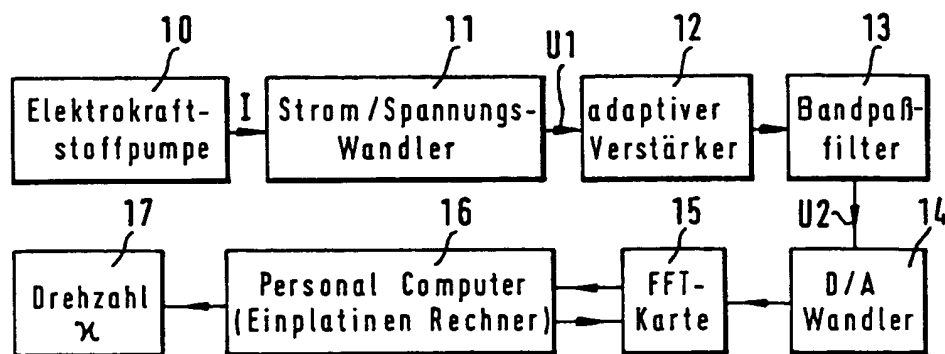 10
11
U1
12
13
Elektrokraft-
stoffpumpe
I
Strom/Spannungs-
Wandler
adaptiver
Verstärker
Bandpaß-
filter
17
16
15
U2
14
Drehzahl
n
Personal Computer
(Einplatinen Rechner)
FFT-
Karte
D/A
Wandler